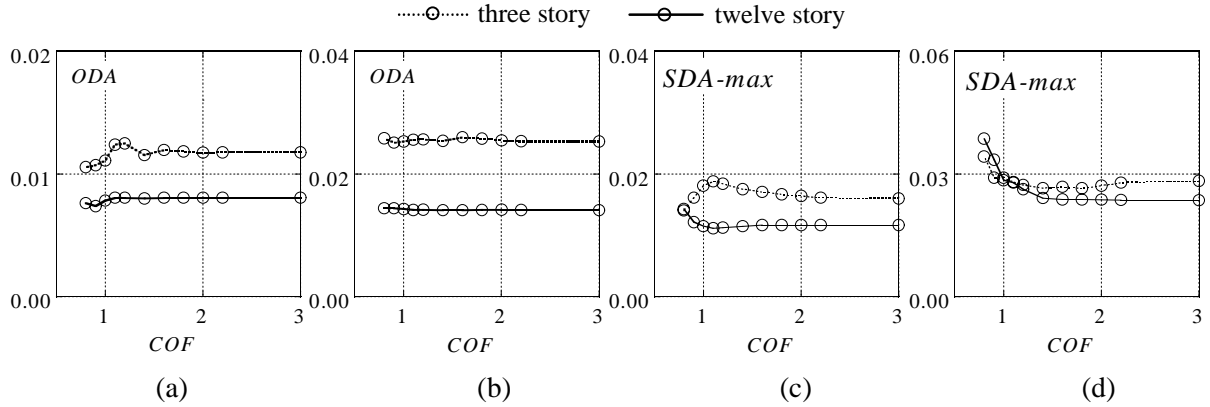 three story twelve story
0.02 0.04 0.04 0.06
ODA ODA SDA-max SDA-max
0.01 0.02 0.02 0.03
0.00 0.00 0.00 0.00
1 2 3 1 2 3 1 2 3 1 2 3
COF COF COF COF
(a) (b) (c) (d)